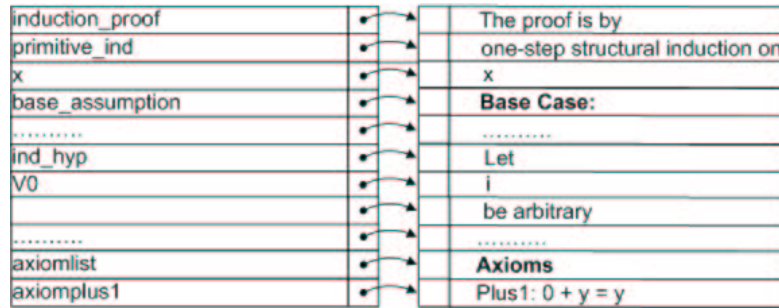 induction_proof The proof is by
primitive_ind one-step structural induction on
x x
base_assumption Base Case:
.......... ..........
ind_hyp Let
V0 i
be arbitrary
.......... ..........
axiomlist Axioms
axiomplus1 Plus1: 0 + y = y